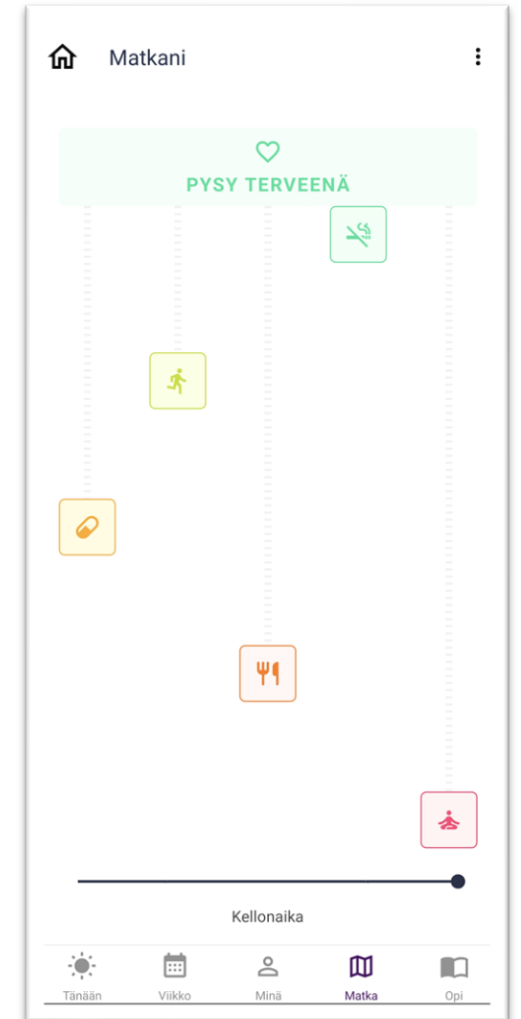 Matkani
PYSY TERVEENÄ
Kellonaika
Tänään
Viikko
Minä
Matka
Opi